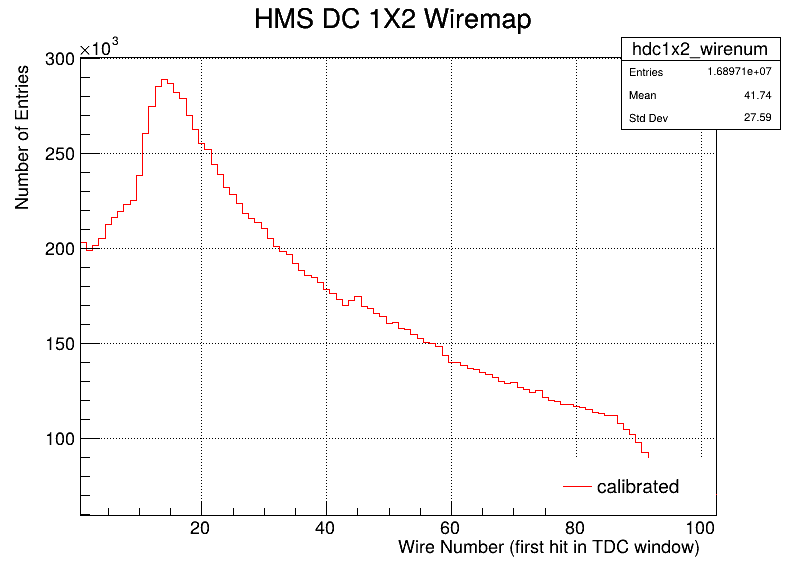 HMS DC 1X2 Wiremap
×10³
hdc1x2_wirenum
Entries 1.68971e+07
Mean 41.74
Std Dev 27.59
Number of Entries
300
250
200
150
100
calibrated
20 40 60 80 100
Wire Number (first hit in TDC window)